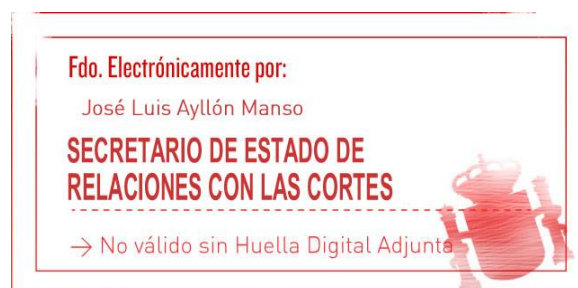 Fdo. Electrónicamente por:
José Luis Ayllón Manso
SECRETARIO DE ESTADO DE
RELACIONES CON LAS CORTES
→ No válido sin Huella Digital Adjunta